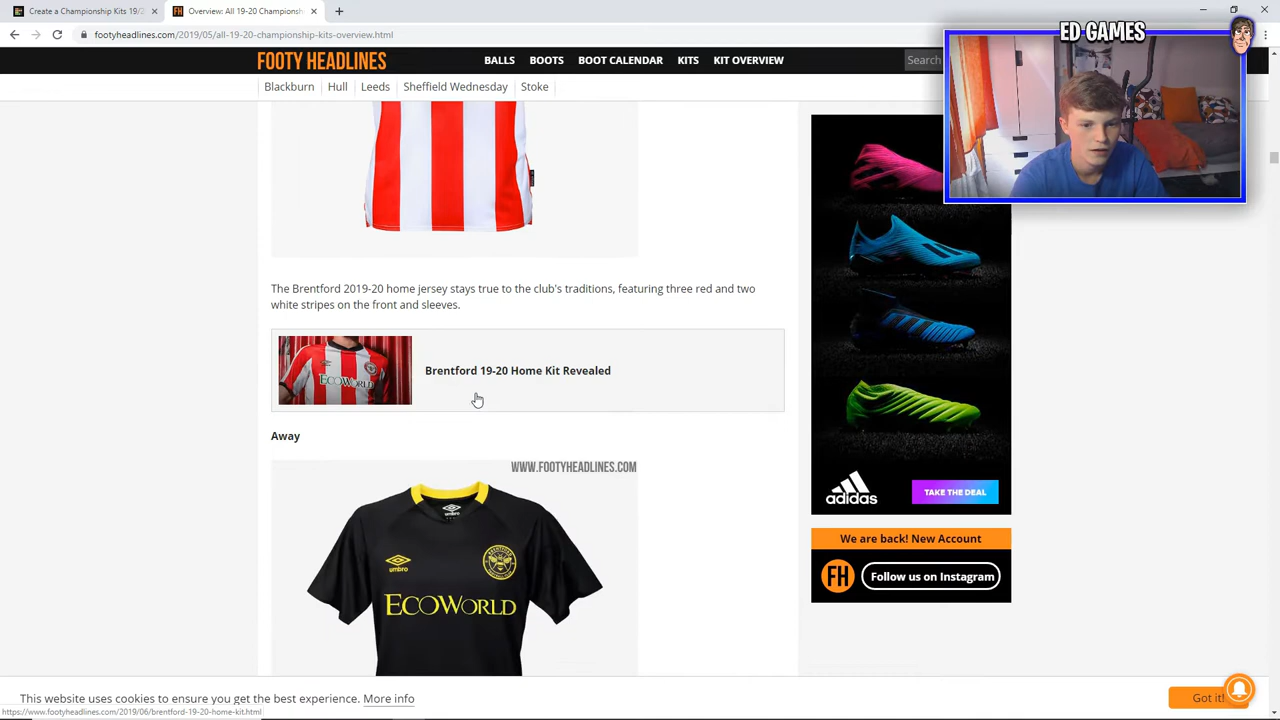 Create a Championship Kits 19/2
Overview: All 19-20 Championsh
footyheadlines.com/2019/05/all-19-20-championship-kits-overview.html
ED GAMES
FOOTY HEADLINES
BALLS BOOTS BOOT CALENDAR KITS KIT OVERVIEW
Search
Blackburn Hull Leeds Sheffield Wednesday Stoke
The Brentford 2019-20 home jersey stays true to the club's traditions, featuring three red and two
white stripes on the front and sleeves.
ECOWORLD
Brentford 19-20 Home Kit Revealed
Away
WWW.FOOTYHEADLINES.COM
umbro
umbro
BRENTFORD
ECOWORLD
adidas
TAKE THE DEAL
We are back! New Account
FH
Follow us on Instagram
This website uses cookies to ensure you get the best experience. More info
Got it!
https://www.footyheadlines.com/2019/06/brentford-19-20-home-kit.html